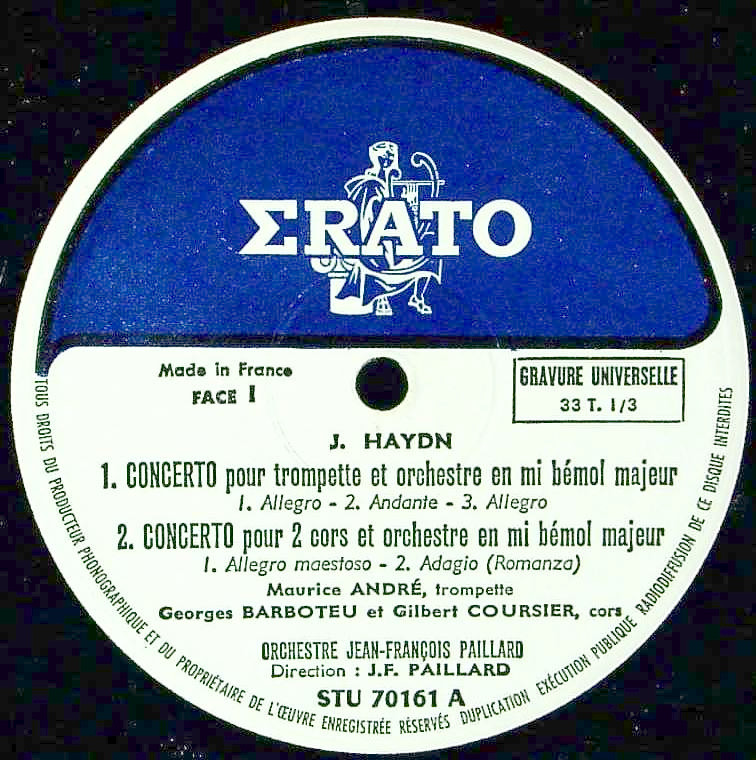 ΣRATO
Made in France
FACE 1
GRAVURE UNIVERSELLE
33 T. 1/3
J. HAYDN
1. CONCERTO pour trompette et orchestre en mi bémol majeur
1. Allegro - 2. Andante - 3. Allegro
2. CONCERTO pour 2 cors et orchestre en mi bémol majeur
1. Allegro maestoso - 2. Adagio (Romanza)
Maurice ANDRÉ, trompette
Georges BARBOTEU et Gilbert COURSIER, cors
ORCHESTRE JEAN-FRANÇOIS PAILLARD
Direction : J.F. PAILLARD
STU 70161 A
TOUS DROITS DU PRODUCTEUR PHONOGRAPHIQUE ET DU PROPRIÉTAIRE DE L'ŒUVRE ENREGISTRÉE RÉSERVÉS DUPLICATION EXÉCUTION PUBLIQUE RADIODIFFUSION DE CE DISQUE INTERDITES